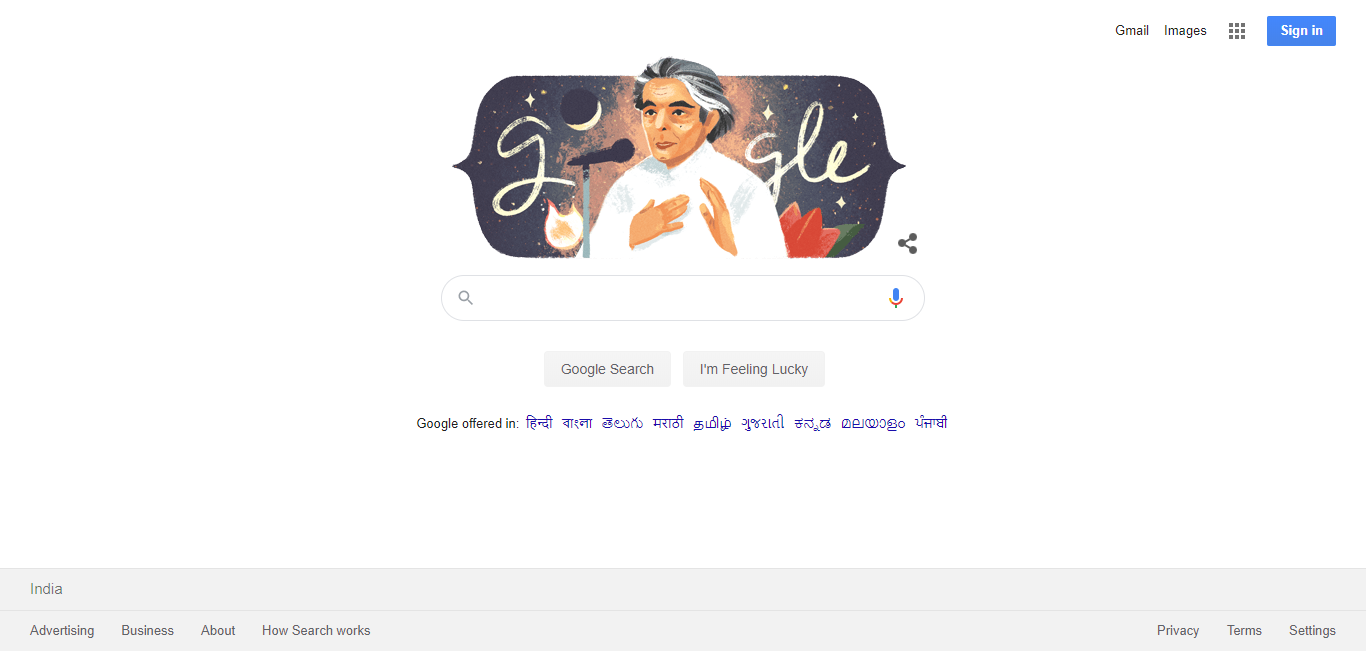 Gmail Images Sign in
google
Google Search I'm Feeling Lucky
Google offered in: हिन्दी বাংলা తెలుగు मराठी தமிழ் ગુજરાતી ಕನ್ನಡ മലയാളം ਪੰਜਾਬੀ
India
Advertising Business About How Search works Privacy Terms Settings